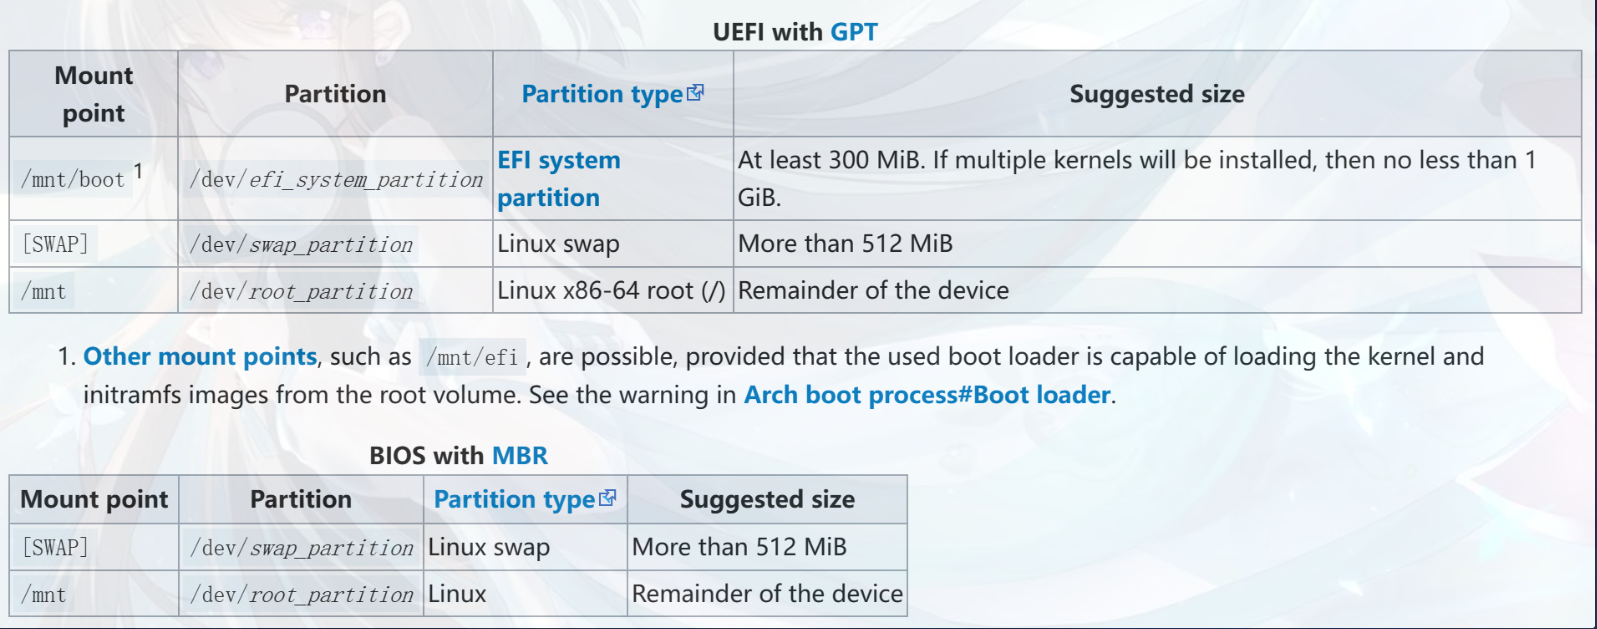 UEFI with GPT
Mount point Partition Partition type Suggested size
/mnt/boot 1 /dev/efi_system_partition EFI system partition At least 300 MiB. If multiple kernels will be installed, then no less than 1 GiB.
[SWAP] /dev/swap_partition Linux swap More than 512 MiB
/mnt /dev/root_partition Linux x86-64 root (/) Remainder of the device
1. Other mount points, such as /mnt/efi, are possible, provided that the used boot loader is capable of loading the kernel and
initramfs images from the root volume. See the warning in Arch boot process#Boot loader.
BIOS with MBR
Mount point Partition Partition type Suggested size
[SWAP] /dev/swap_partition Linux swap More than 512 MiB
/mnt /dev/root_partition Linux Remainder of the device